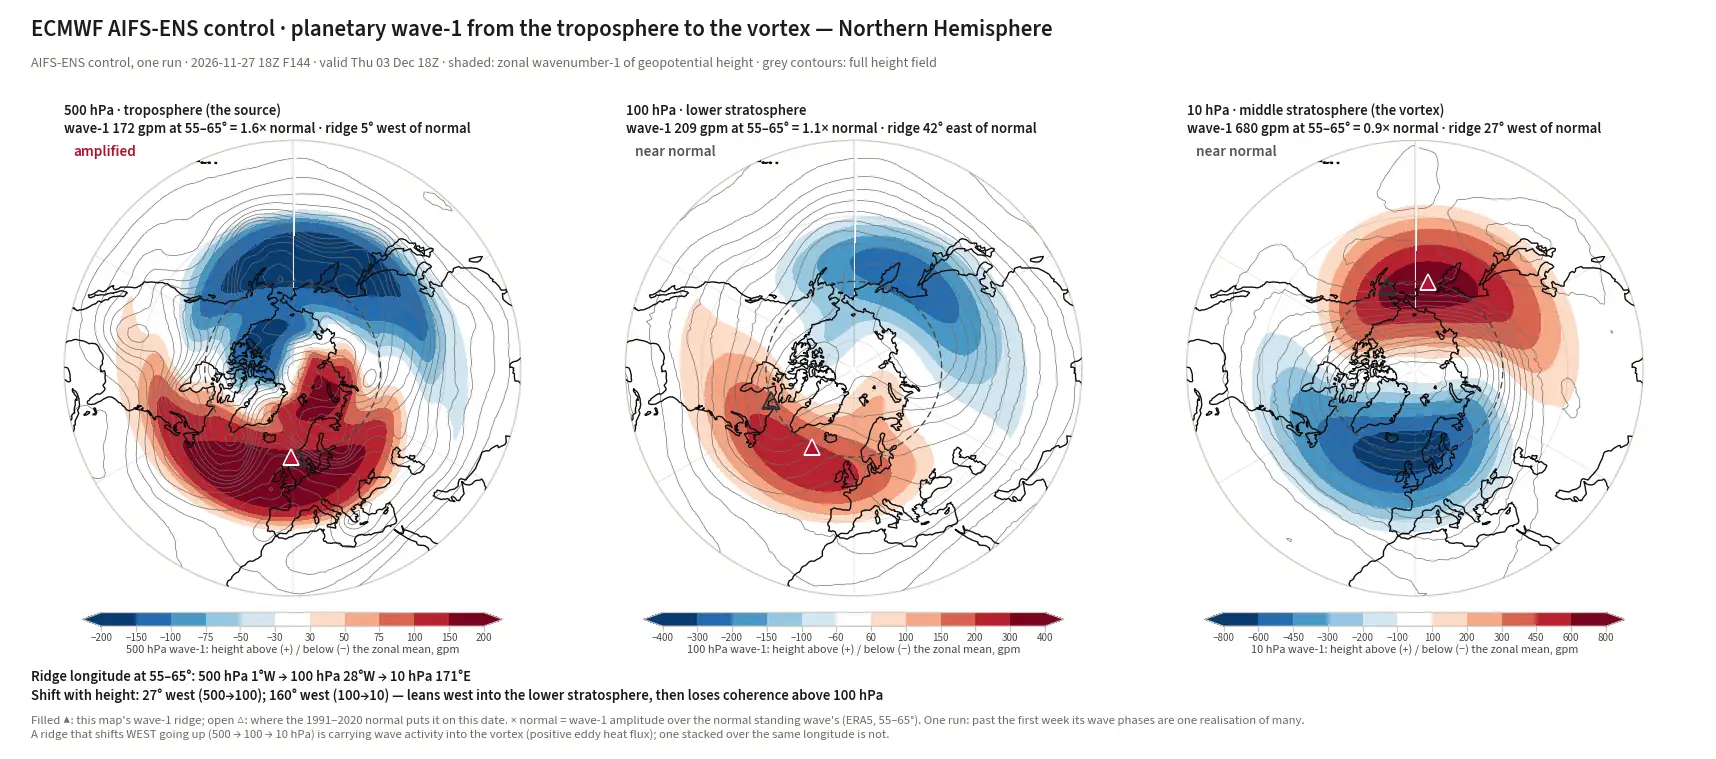 ECMWF AIFS-ENS control · planetary wave-1 from the troposphere to the vortex — Northern Hemisphere
AIFS-ENS control, one run · 2026-11-27 18Z F144 · valid Thu 03 Dec 18Z · shaded: zonal wavenumber-1 of geopotential height · grey contours: full height field
500 hPa · troposphere (the source)
wave-1 172 gpm at 55–65° = 1.6× normal · ridge 5° west of normal
amplified
100 hPa · lower stratosphere
wave-1 209 gpm at 55–65° = 1.1× normal · ridge 42° east of normal
near normal
10 hPa · middle stratosphere (the vortex)
wave-1 680 gpm at 55–65° = 0.9× normal · ridge 27° west of normal
near normal
−200 −150 −100 −75 −50 −30 30 50 75 100 150 200
500 hPa wave-1: height above (+) / below (−) the zonal mean, gpm
−400 −300 −200 −150 −100 −60 60 100 150 200 300 400
100 hPa wave-1: height above (+) / below (−) the zonal mean, gpm
−800 −600 −450 −300 −200 −100 100 200 300 450 600 800
10 hPa wave-1: height above (+) / below (−) the zonal mean, gpm
Ridge longitude at 55–65°: 500 hPa 1°W → 100 hPa 28°W → 10 hPa 171°E
Shift with height: 27° west (500→100); 160° west (100→10) — leans west into the lower stratosphere, then loses coherence above 100 hPa
Filled ▲: this map's wave-1 ridge; open △: where the 1991–2020 normal puts it on this date. × normal = wave-1 amplitude over the normal standing wave's (ERA5, 55–65°). One run: past the first week its wave phases are one realisation of many.
A ridge that shifts WEST going up (500 → 100 → 10 hPa) is carrying wave activity into the vortex (positive eddy heat flux); one stacked over the same longitude is not.